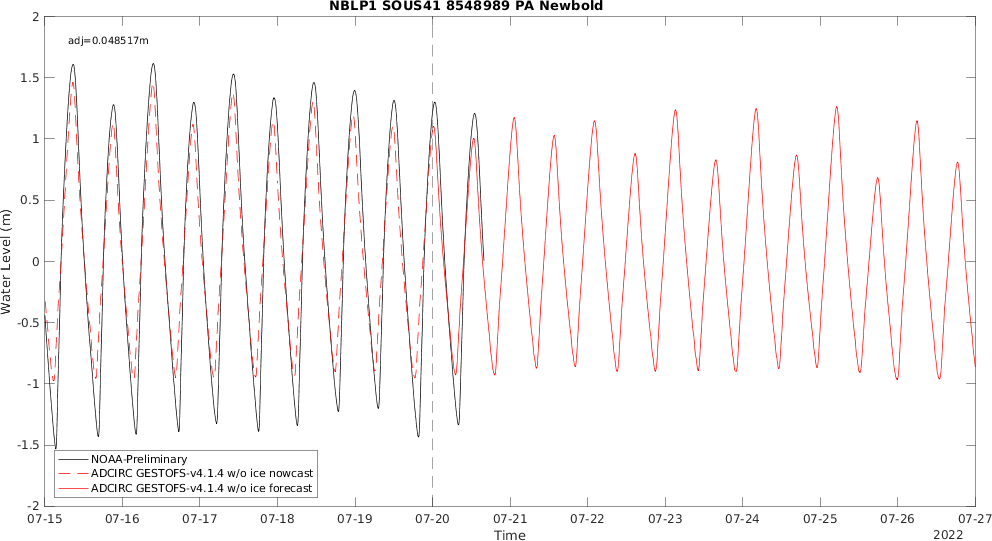 NBLP1 SOUS41 8548989 PA Newbold
adj=0.048517m
2
1.5
1
0.5
0
-0.5
-1
-1.5
-2
Water Level (m)
NOAA-Preliminary
ADCIRC GESTOFS-v4.1.4 w/o ice nowcast
ADCIRC GESTOFS-v4.1.4 w/o ice forecast
07-15 07-16 07-17 07-18 07-19 07-20 07-21 07-22 07-23 07-24 07-25 07-26 07-27
Time
2022